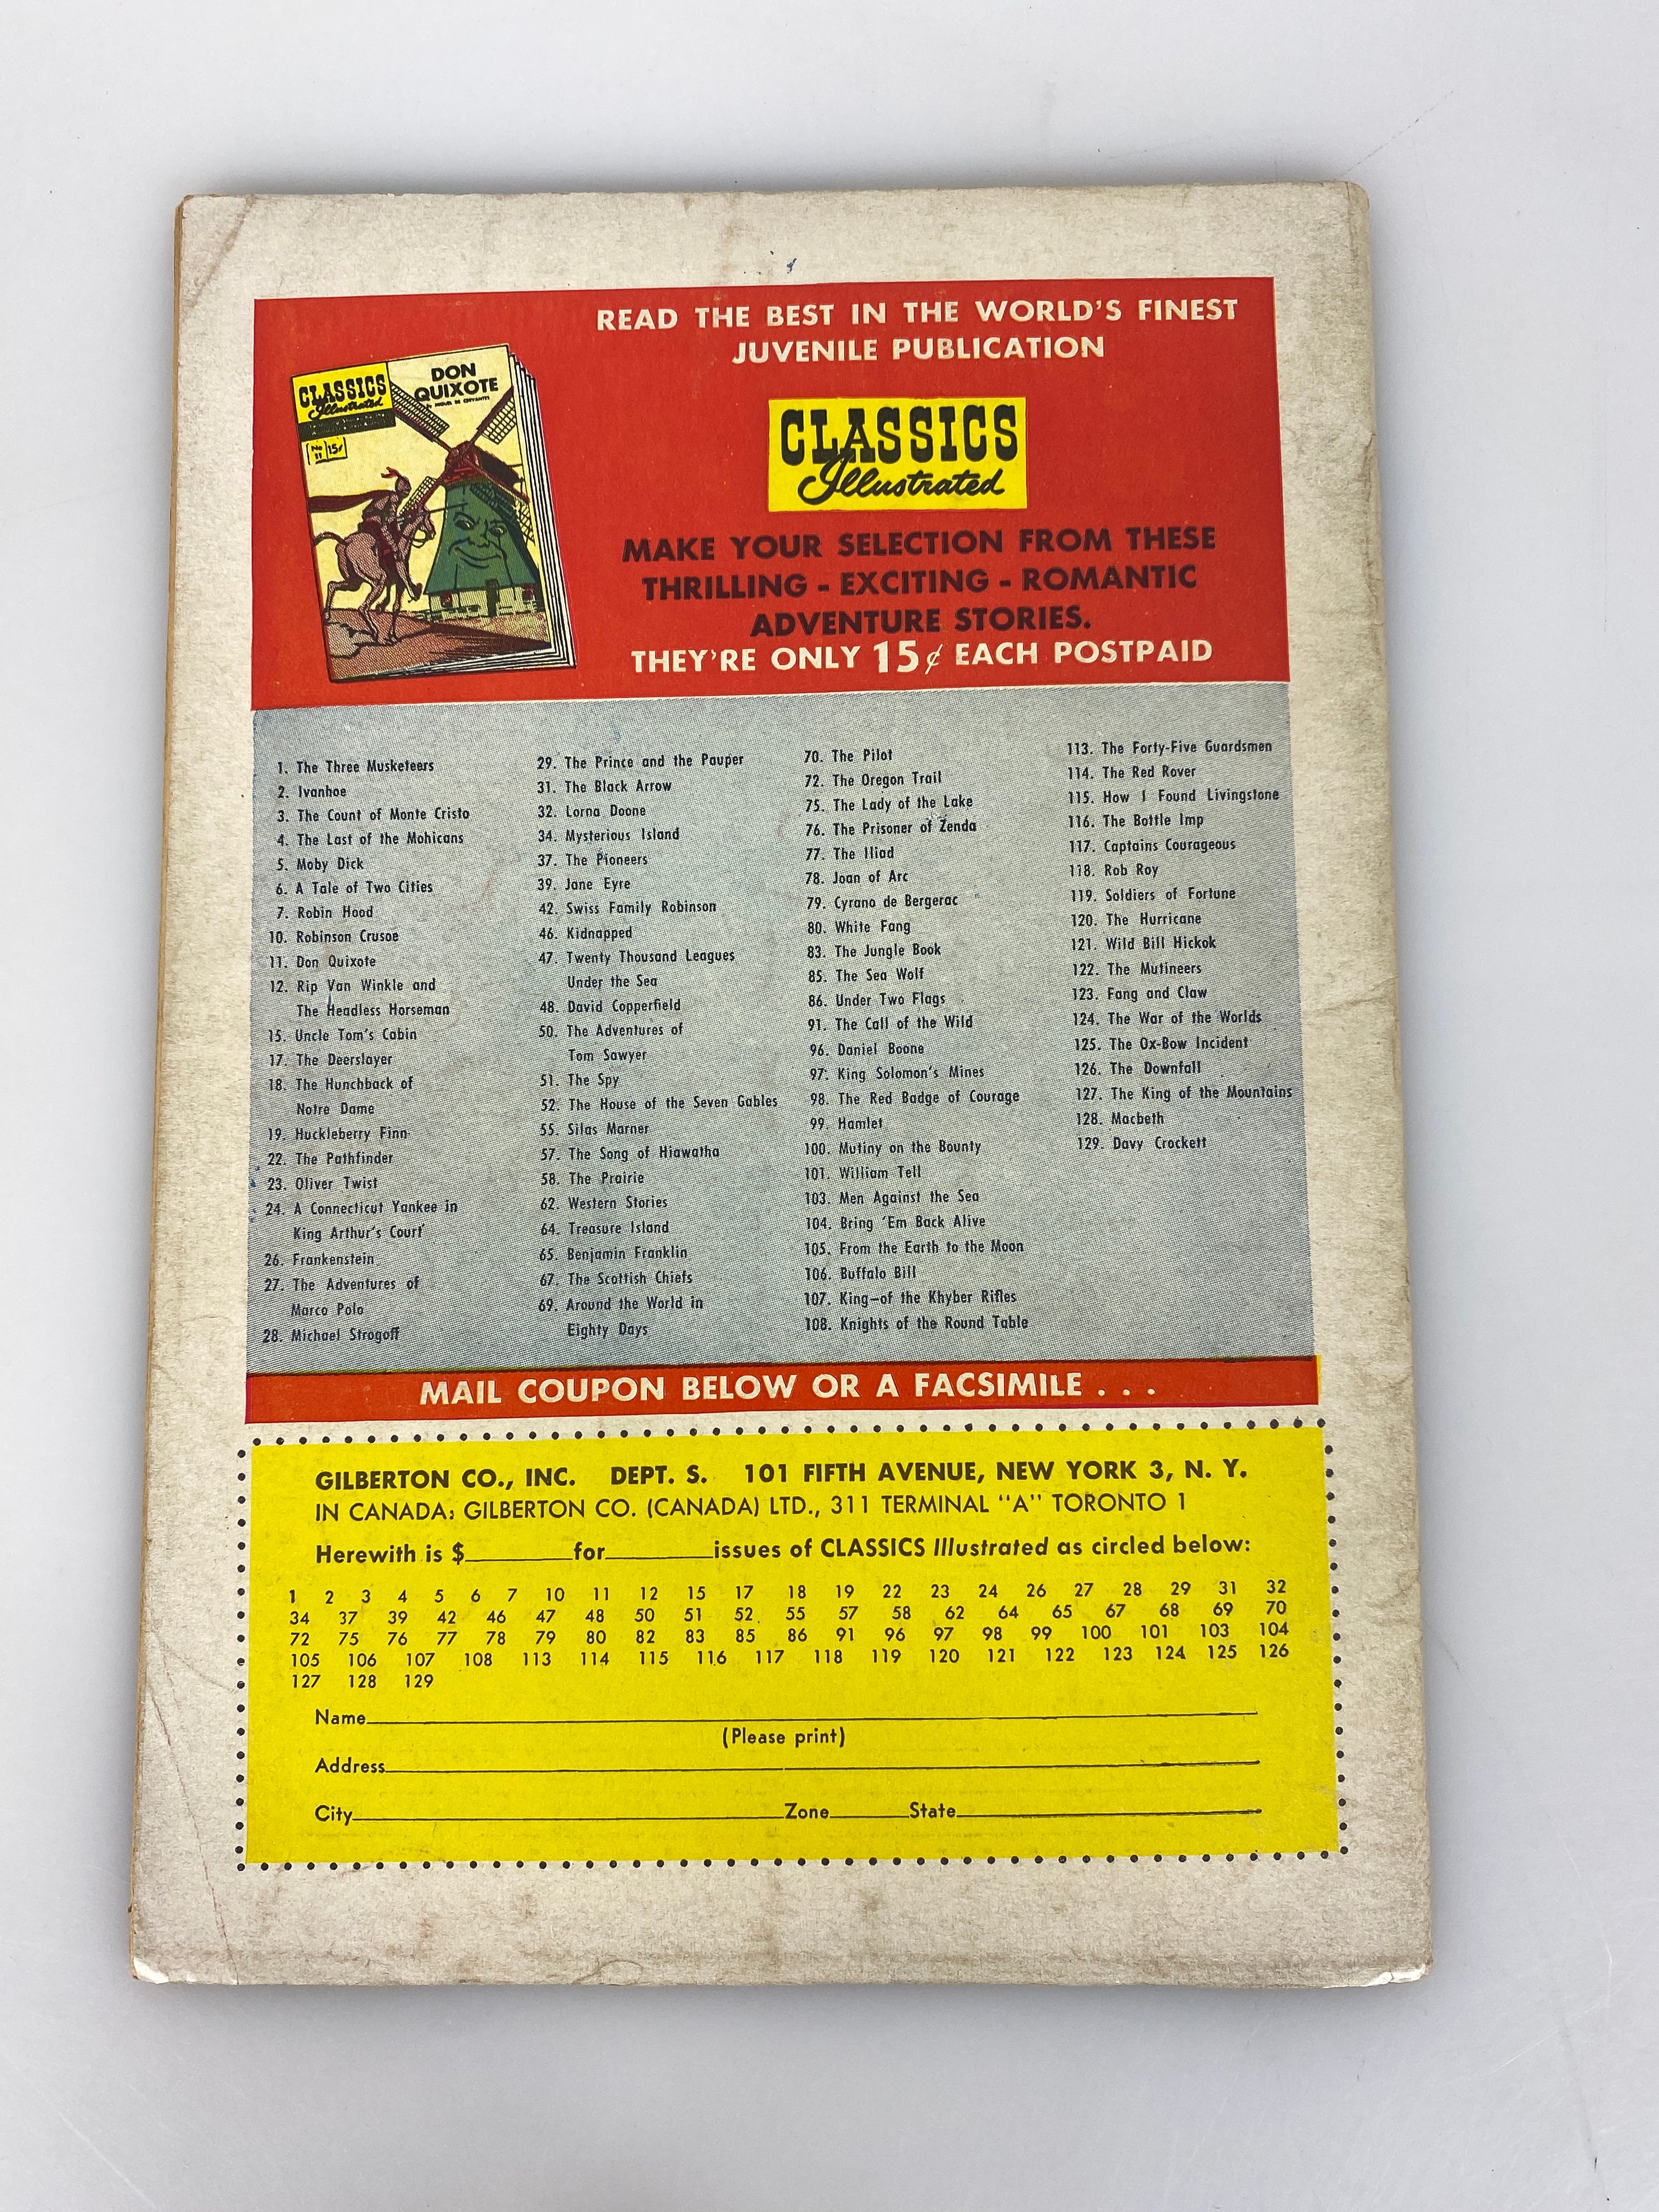 READ THE BEST IN THE WORLD'S FINEST
JUVENILE PUBLICATION
CLASSICS
Illustrated
DON
QUIXOTE
CLASSICS
Illustrated
No 11 15¢
MAKE YOUR SELECTION FROM THESE
THRILLING - EXCITING - ROMANTIC
ADVENTURE STORIES.
THEY'RE ONLY 15¢ EACH POSTPAID
1. The Three Musketeers
2. Ivanhoe
3. The Count of Monte Cristo
4. The Last of the Mohicans
5. Moby Dick
6. A Tale of Two Cities
7. Robin Hood
10. Robinson Crusoe
11. Don Quixote
12. Rip Van Winkle and
The Headless Horseman
15. Uncle Tom's Cabin
17. The Deerslayer
18. The Hunchback of
Notre Dame
19. Huckleberry Finn
22. The Pathfinder
23. Oliver Twist
24. A Connecticut Yankee in
King Arthur's Court
26. Frankenstein
27. The Adventures of
Marco Polo
28. Michael Strogoff
29. The Prince and the Pauper
31. The Black Arrow
32. Lorna Doone
34. Mysterious Island
37. The Pioneers
39. Jane Eyre
42. Swiss Family Robinson
46. Kidnapped
47. Twenty Thousand Leagues
Under the Sea
48. David Copperfield
50. The Adventures of
Tom Sawyer
51. The Spy
52. The House of the Seven Gables
55. Silas Marner
57. The Song of Hiawatha
58. The Prairie
62. Western Stories
64. Treasure Island
65. Benjamin Franklin
67. The Scottish Chiefs
69. Around the World in
Eighty Days
70. The Pilot
72. The Oregon Trail
75. The Lady of the Lake
76. The Prisoner of Zenda
77. The Iliad
78. Joan of Arc
79. Cyrano de Bergerac
80. White Fang
83. The Jungle Book
85. The Sea Wolf
86. Under Two Flags
91. The Call of the Wild
96. Daniel Boone
97. King Solomon's Mines
98. The Red Badge of Courage
99. Hamlet
100. Mutiny on the Bounty
101. William Tell
103. Men Against the Sea
104. Bring 'Em Back Alive
105. From the Earth to the Moon
106. Buffalo Bill
107. King—of the Khyber Rifles
108. Knights of the Round Table
113. The Forty-Five Guardsmen
114. The Red Rover
115. How I Found Livingstone
116. The Bottle Imp
117. Captains Courageous
118. Rob Roy
119. Soldiers of Fortune
120. The Hurricane
121. Wild Bill Hickok
122. The Mutineers
123. Fang and Claw
124. The War of the Worlds
125. The Ox-Bow Incident
126. The Downfall
127. The King of the Mountains
128. Macbeth
129. Davy Crockett
MAIL COUPON BELOW OR A FACSIMILE . . .
GILBERTON CO., INC. DEPT. S. 101 FIFTH AVENUE, NEW YORK 3, N. Y.
IN CANADA: GILBERTON CO. (CANADA) LTD., 311 TERMINAL "A" TORONTO 1
Herewith is $________for________issues of CLASSICS Illustrated as circled below:
1 2 3 4 5 6 7 10 11 12 15 17 18 19 22 23 24 26 27 28 29 31 32
34 37 39 42 46 47 48 50 51 52 55 57 58 62 64 65 67 68 69 70
72 75 76 77 78 79 80 82 83 85 86 91 96 97 98 99 100 101 103 104
105 106 107 108 113 114 115 116 117 118 119 120 121 122 123 124 125 126
127 128 129
Name
(Please print)
Address
City Zone State